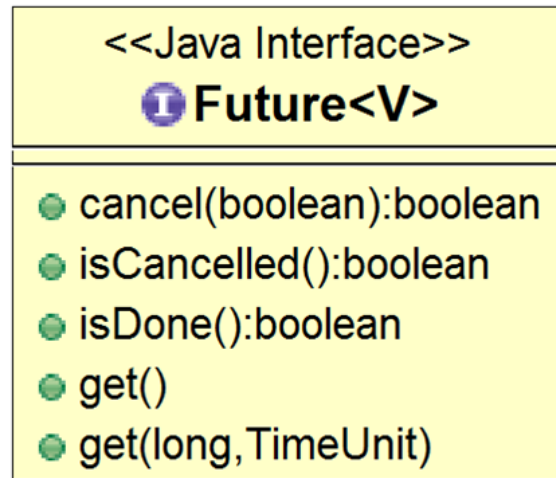 <<Java Interface>>
I Future<V>
cancel(boolean):boolean
isCancelled():boolean
isDone():boolean
get()
get(long,TimeUnit)